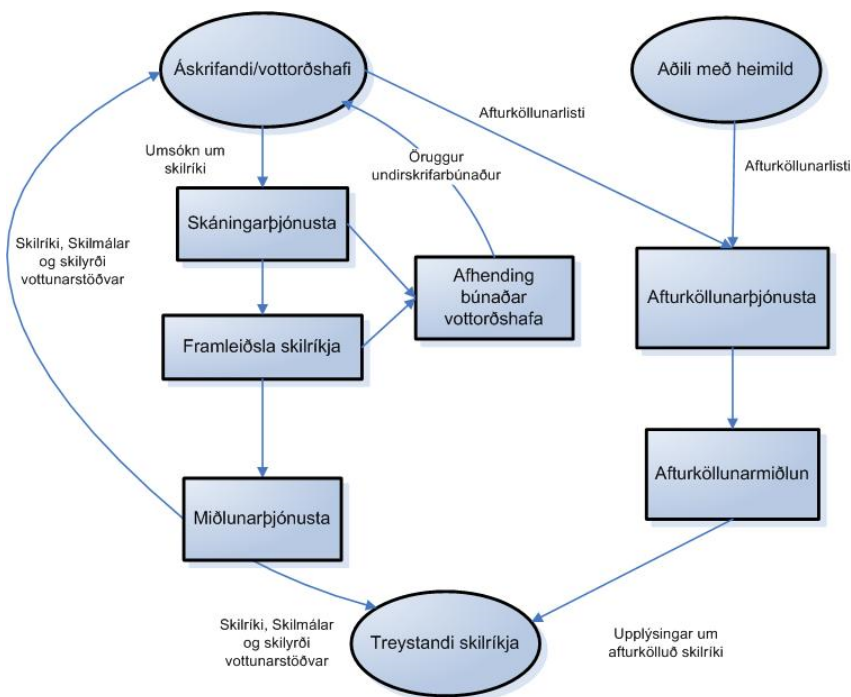 Áskrifandi/vottorðshafi
Aðili með heimild
Afturköllunarlisti
Umsókn um
skilríki
Öruggur
undirskrifarbúnaður
Afturköllunarlisti
Skáningarþjónusta
Skilríki, Skilmálar
og skilyrði
vottunarstöðvar
Afhending
búnaðar
vottorðshafa
Afturköllunarþjónusta
Framleiðsla skilríkja
Afturköllunarmiðlun
Miðlunarþjónusta
Skilríki, Skilmálar
og skilyrði
vottunarstöðvar
Treystandi skilríkja
Upplýsingar um
afturkölluð skilríki